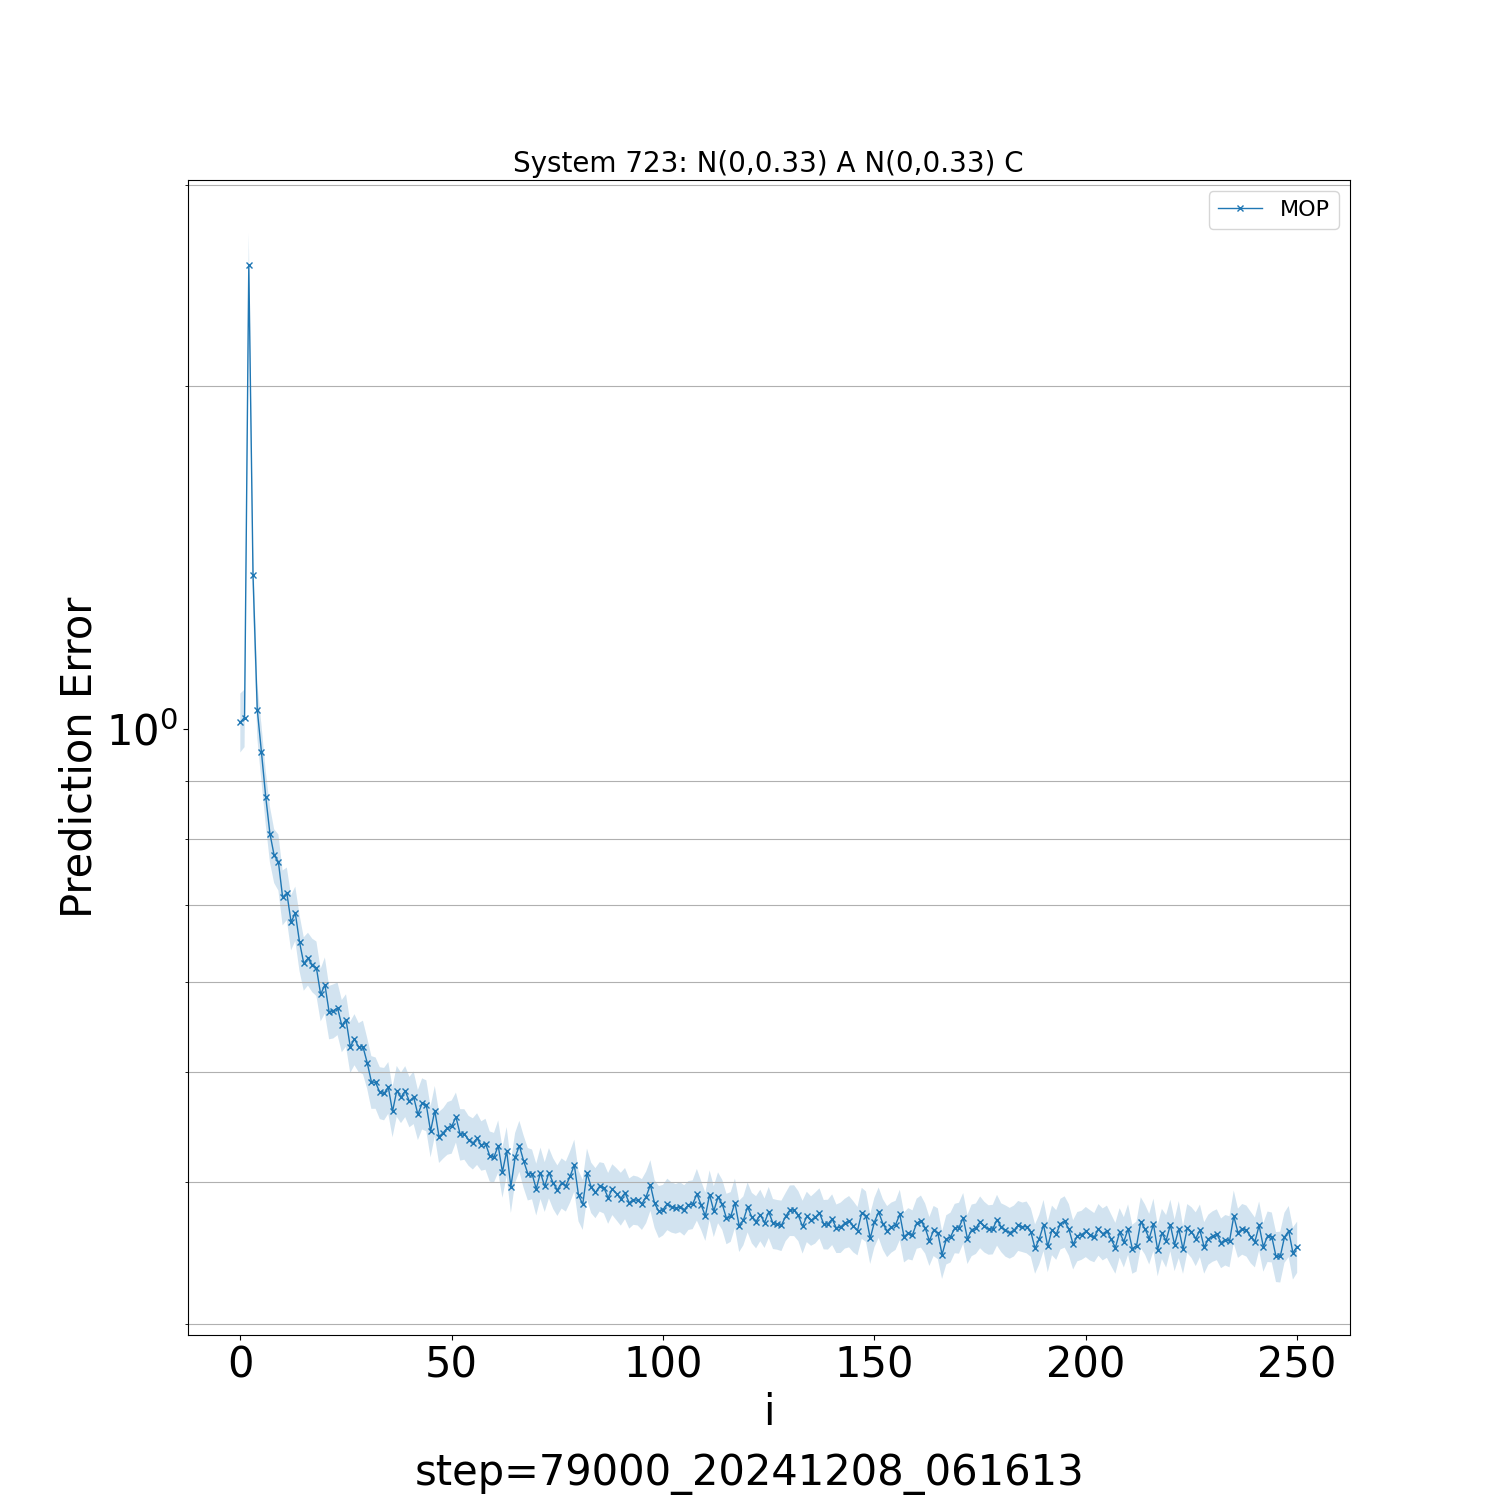 System 723: N(0,0.33) A N(0,0.33) C
MOP
Prediction Error
10⁰
0 50 100 150 200 250
i
step=79000_20241208_061613